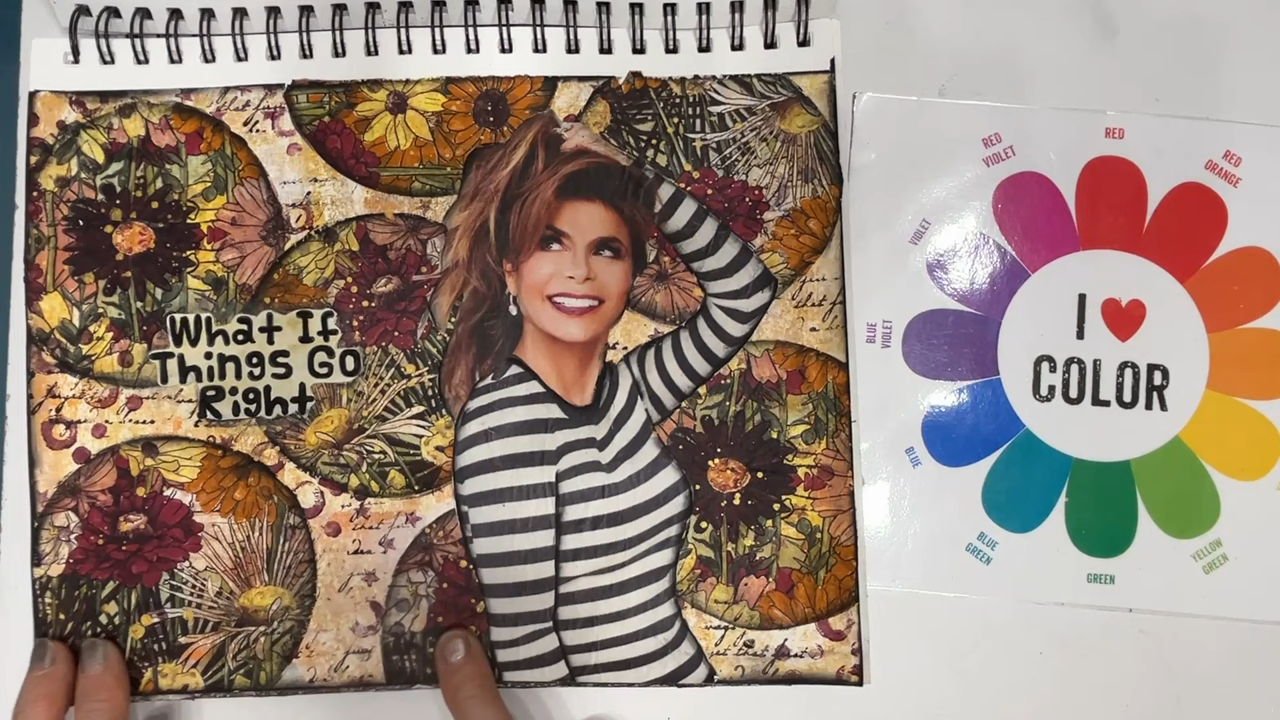 What If
Things Go
Right
RED
VIOLET
RED
RED
ORANGE
VIOLET
BLUE
VIOLET
BLUE
BLUE
GREEN
GREEN
YELLOW
GREEN
I
COLOR